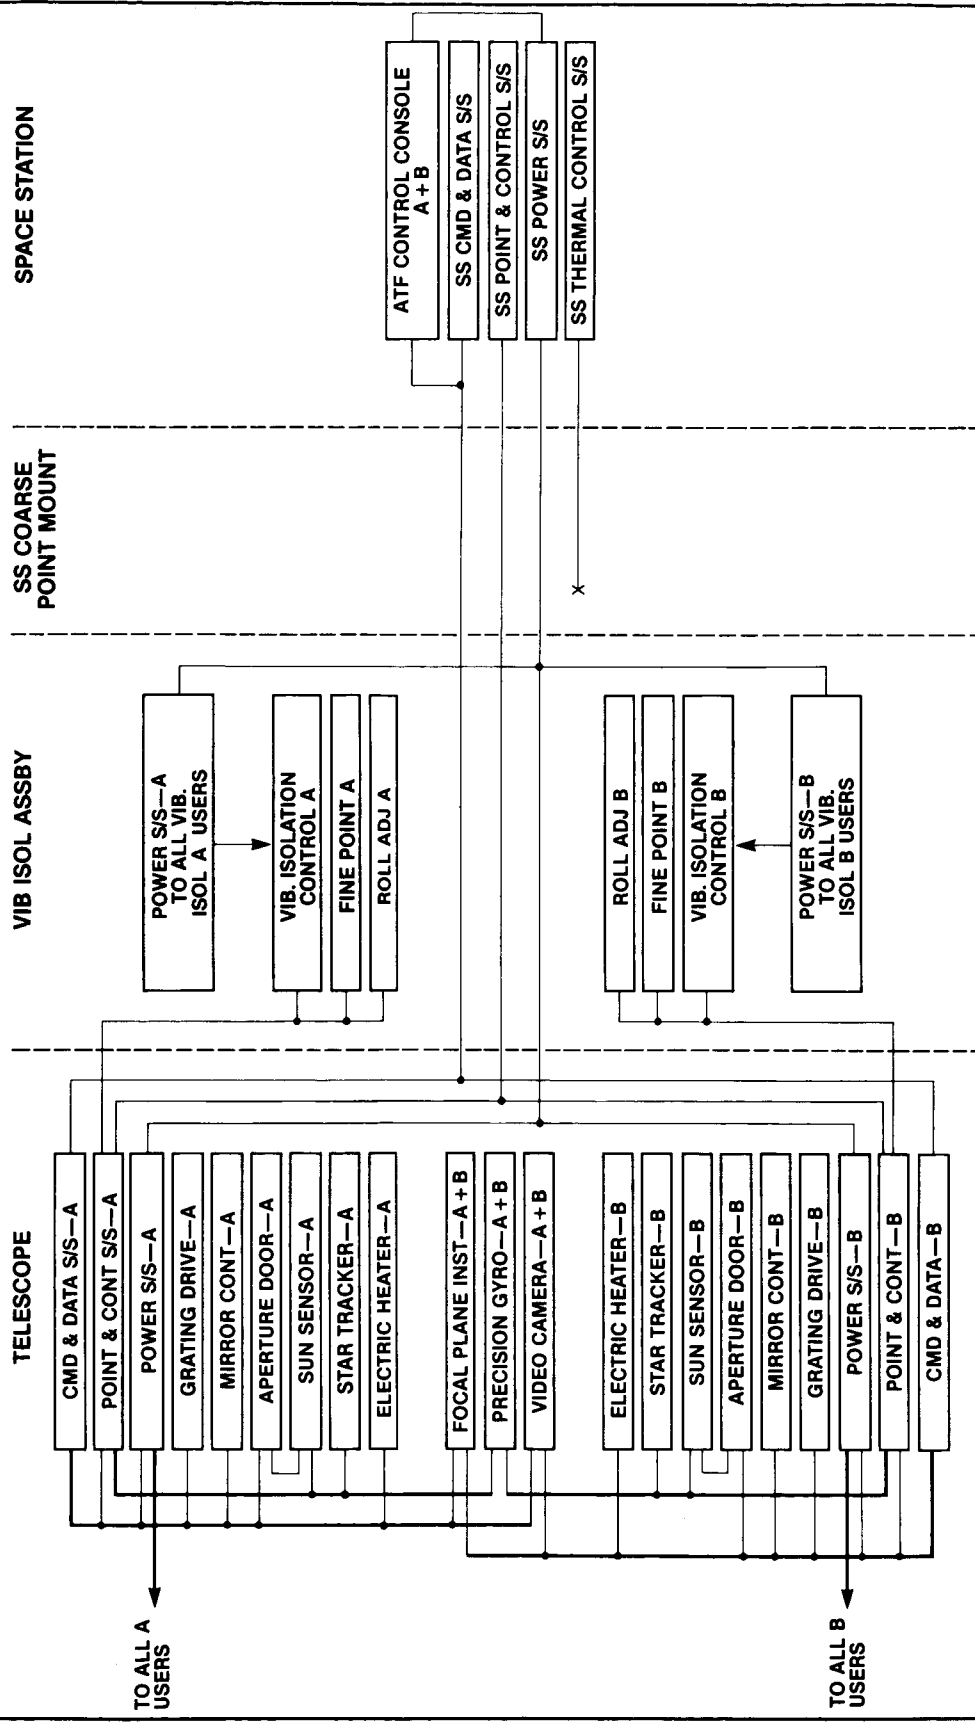 TELESCOPE
CMD & DATA S/S—A
POINT & CONT S/S—A
POWER S/S—A
GRATING DRIVE—A
MIRROR CONT—A
APERTURE DOOR—A
SUN SENSOR—A
STAR TRACKER—A
ELECTRIC HEATER—A
FOCAL PLANE INST—A+B
PRECISION GYRO—A+B
VIDEO CAMERA—A+B
ELECTRIC HEATER—B
STAR TRACKER—B
SUN SENSOR—B
APERTURE DOOR—B
MIRROR CONT—B
GRATING DRIVE—B
POWER S/S—B
POINT & CONT—B
CMD & DATA—B
TO ALL A
USERS
TO ALL B
USERS
VIB ISOL ASSBY
POWER S/S—A
TO ALL VIB.
ISOL A USERS
VIB. ISOLATION
CONTROL A
FINE POINT A
ROLL ADJ A
ROLL ADJ B
FINE POINT B
VIB. ISOLATION
CONTROL B
POWER S/S—B
TO ALL VIB.
ISOL B USERS
SS COARSE
POINT MOUNT
X
SPACE STATION
ATF CONTROL CONSOLE
A+B
SS CMD & DATA S/S
SS POINT & CONTROL S/S
SS POWER S/S
SS THERMAL CONTROL S/S